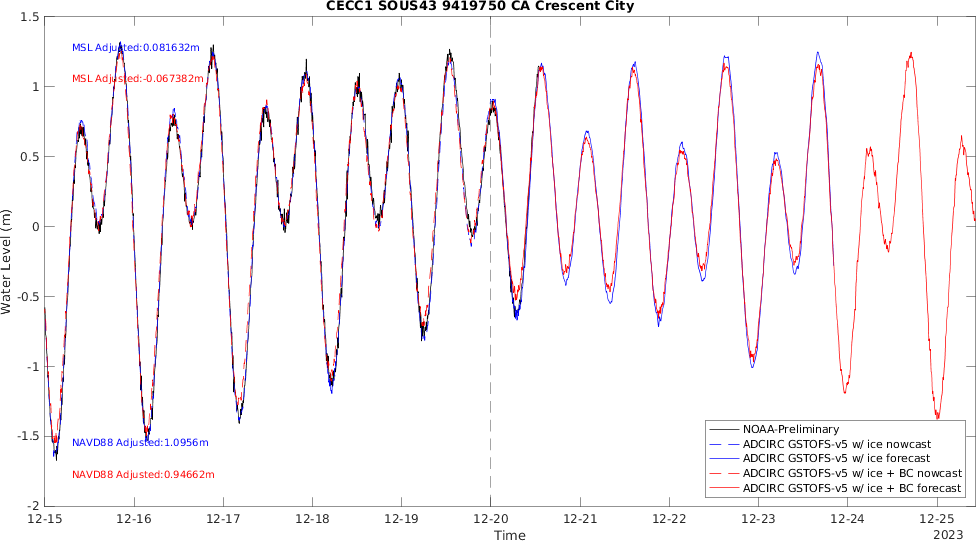 CECC1 SOUS43 9419750 CA Crescent City
1.5
1
0.5
0
-0.5
-1
-1.5
-2
Water Level (m)
MSL Adjusted:0.081632m
MSL Adjusted:-0.067382m
NAVD88 Adjusted:1.0956m
NAVD88 Adjusted:0.94662m
NOAA-Preliminary
ADCIRC GSTOFS-v5 w/ ice nowcast
ADCIRC GSTOFS-v5 w/ ice forecast
ADCIRC GSTOFS-v5 w/ ice + BC nowcast
ADCIRC GSTOFS-v5 w/ ice + BC forecast
12-15 12-16 12-17 12-18 12-19 12-20 12-21 12-22 12-23 12-24 12-25
Time
2023